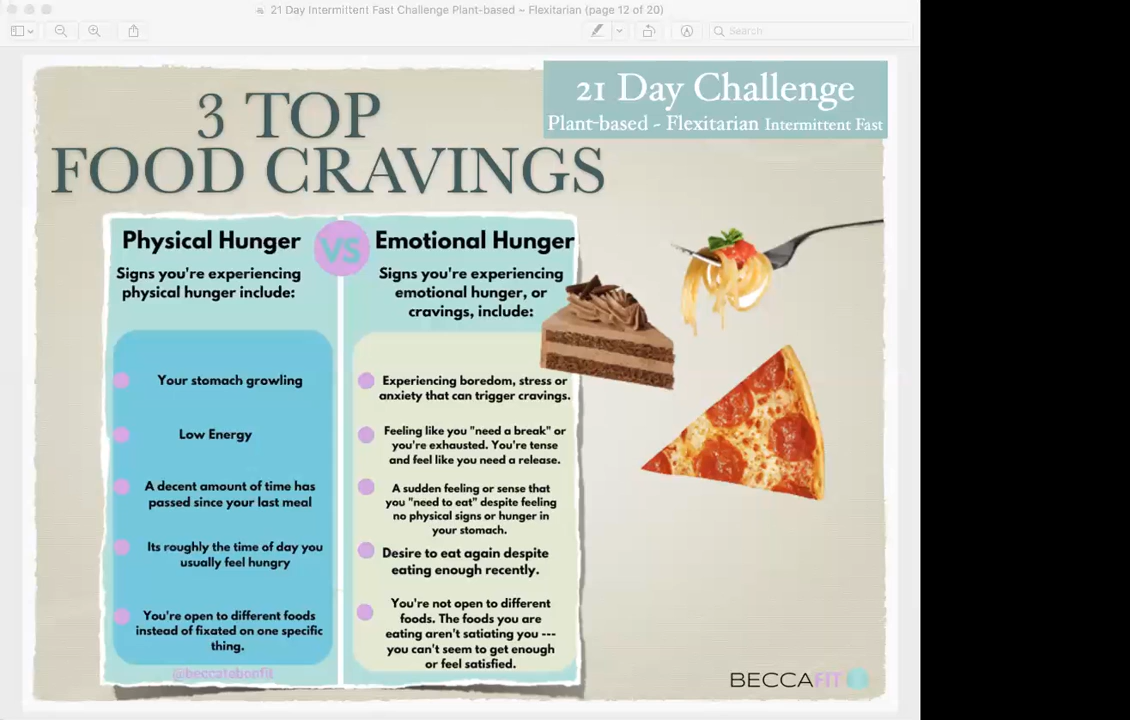 21 Day Intermittent Fast Challenge Plant-based ~ Flexitarian (page 12 of 20)
Search
21 Day Challenge
Plant-based - Flexitarian Intermittent Fast
3 TOP
FOOD CRAVINGS
Physical Hunger
VS
Emotional Hunger
Signs you're experiencing
physical hunger include:
Signs you're experiencing
emotional hunger, or
cravings, include:
Your stomach growling
Low Energy
A decent amount of time has
passed since your last meal
Its roughly the time of day you
usually feel hungry
You're open to different foods
instead of fixated on one specific
thing.
@beccatebonfit
Experiencing boredom, stress or
anxiety that can trigger cravings.
Feeling like you "need a break" or
you're exhausted. You're tense
and feel like you need a release.
A sudden feeling or sense that
you "need to eat" despite feeling
no physical signs or hunger in
your stomach.
Desire to eat again despite
eating enough recently.
You're not open to different
foods. The foods you are
eating aren't satiating you ---
you can't seem to get enough
or feel satisfied.
BECCAFIT